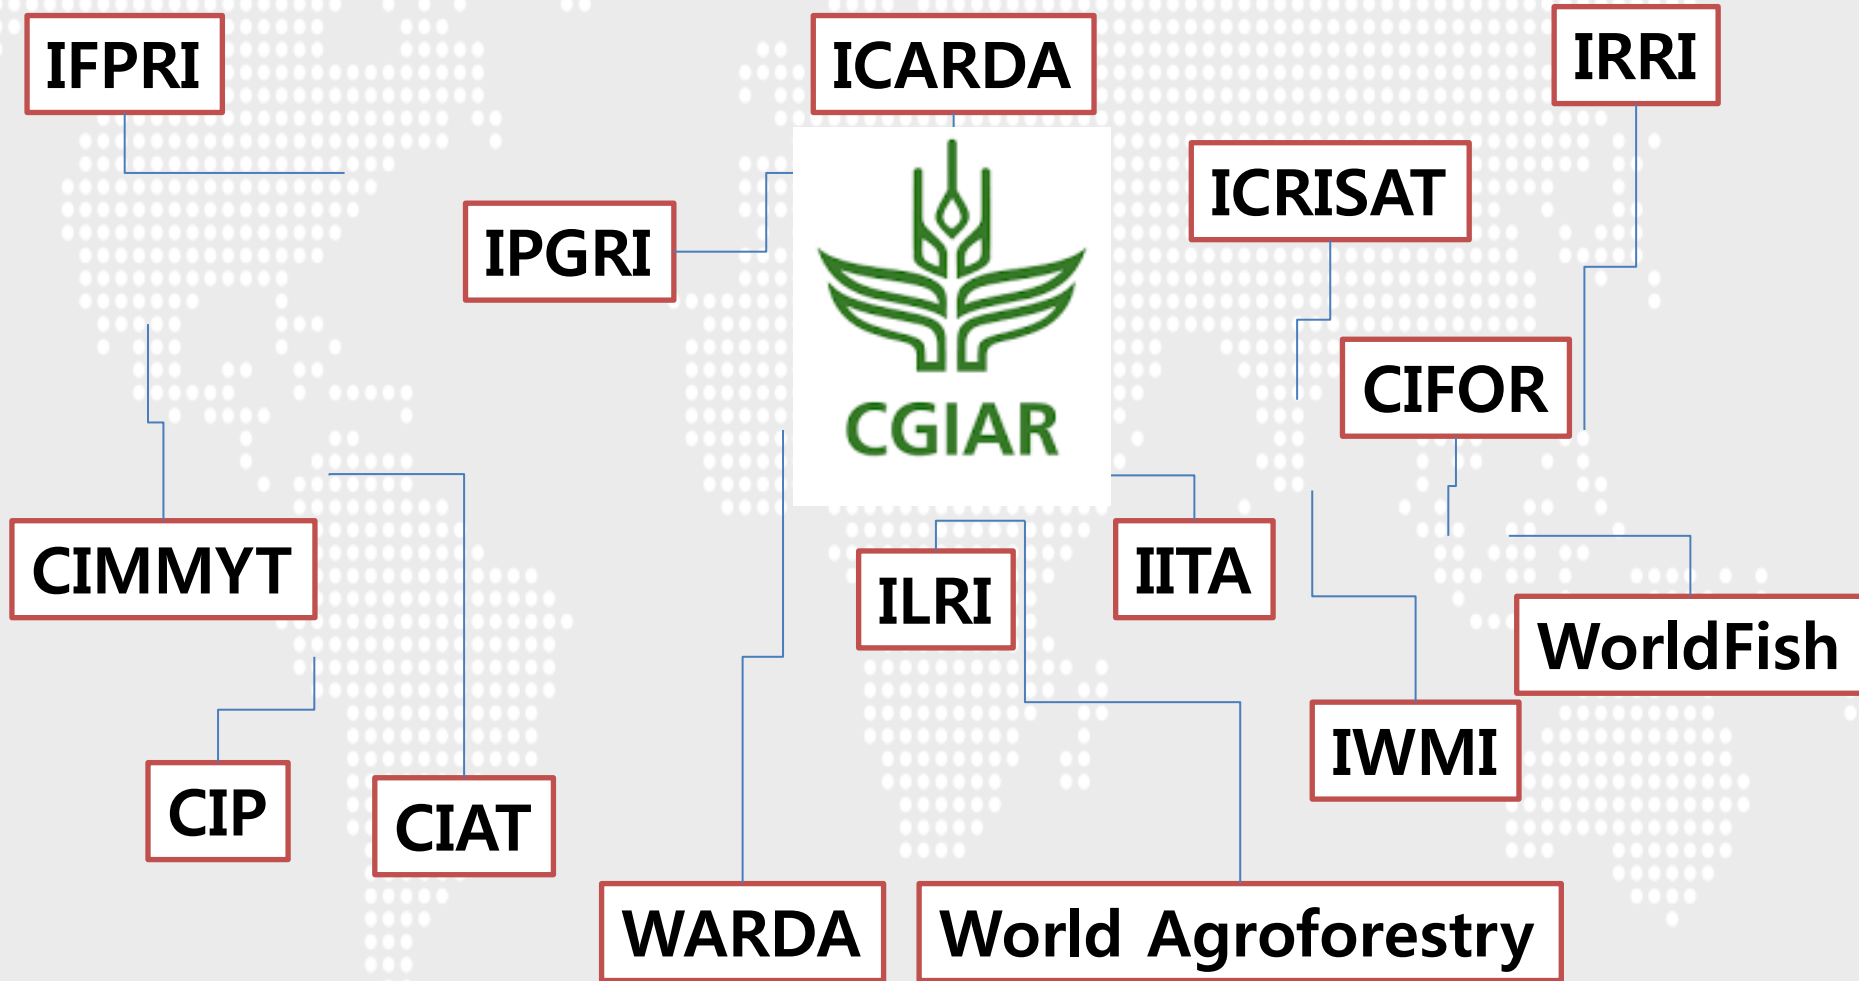 IFPRI
ICARDA
IRRI
ICRISAT
IPGRI
CGIAR
CIFOR
CIMMYT
ILRI
IITA
WorldFish
IWMI
CIP
CIAT
WARDA
World Agroforestry